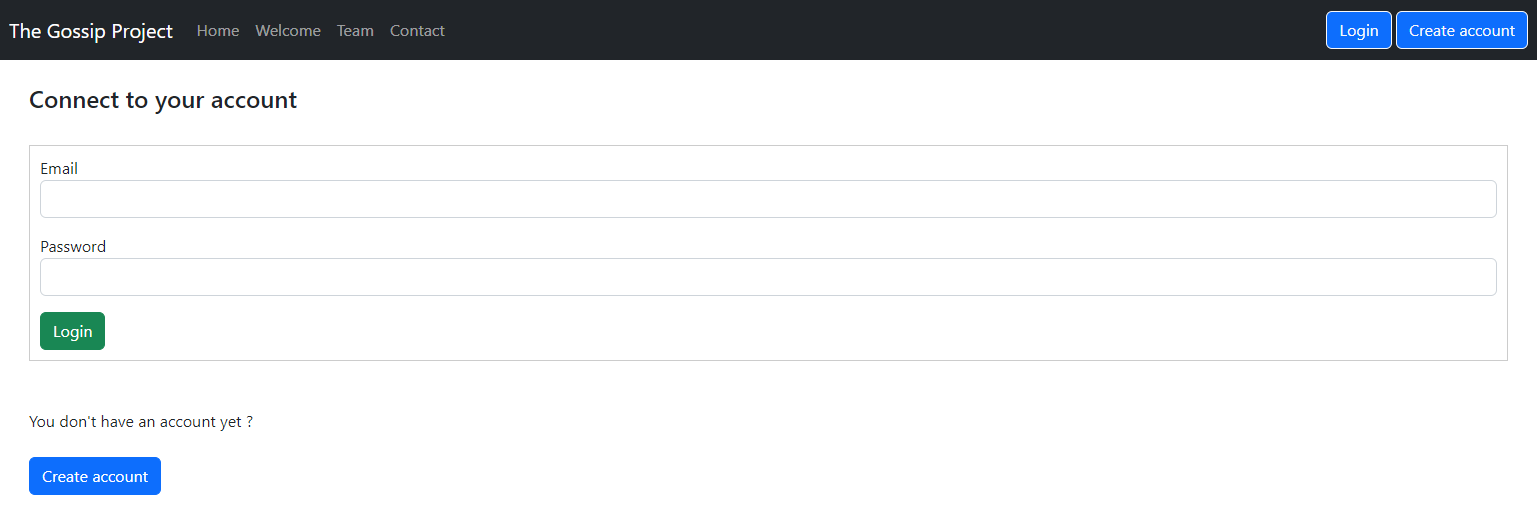 The Gossip Project Home Welcome Team Contact Login Create account
Connect to your account
Email
Password
Login
You don't have an account yet ?
Create account